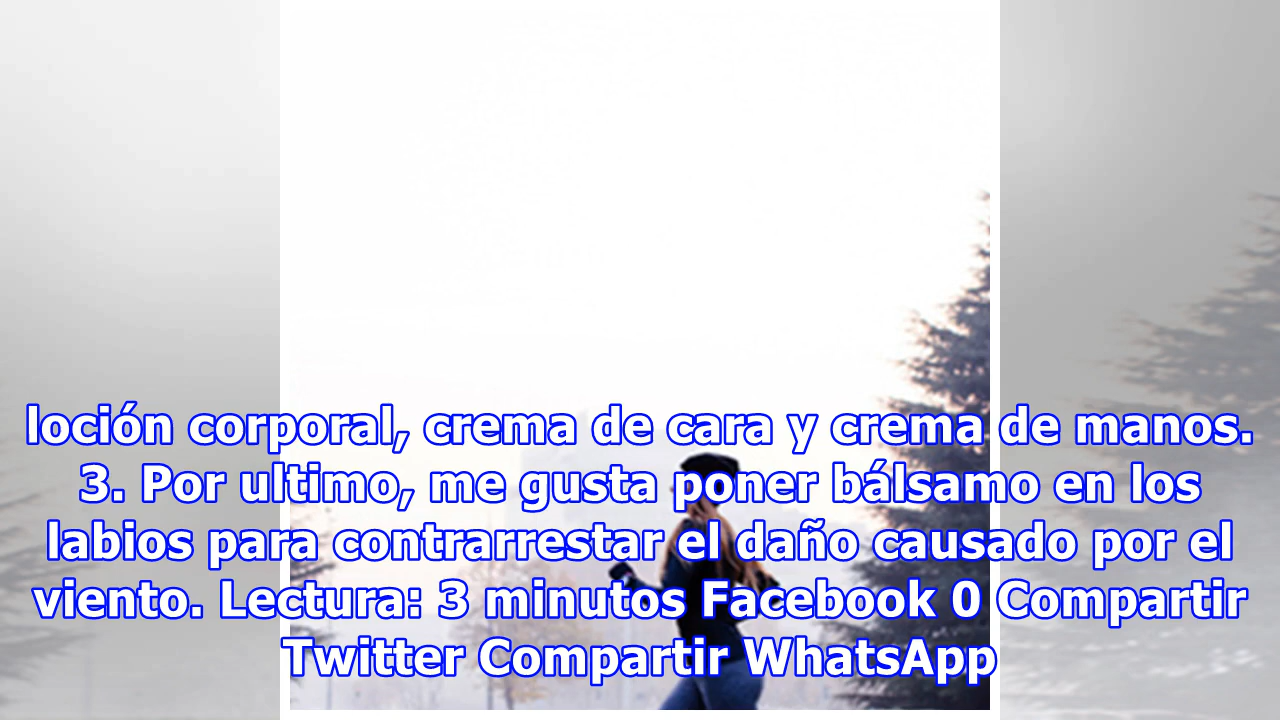 loción corporal, crema de cara y crema de manos.
3. Por ultimo, me gusta poner bálsamo en los
labios para contrarrestar el daño causado por el
viento. Lectura: 3 minutos Facebook 0 Compartir
Twitter Compartir WhatsApp